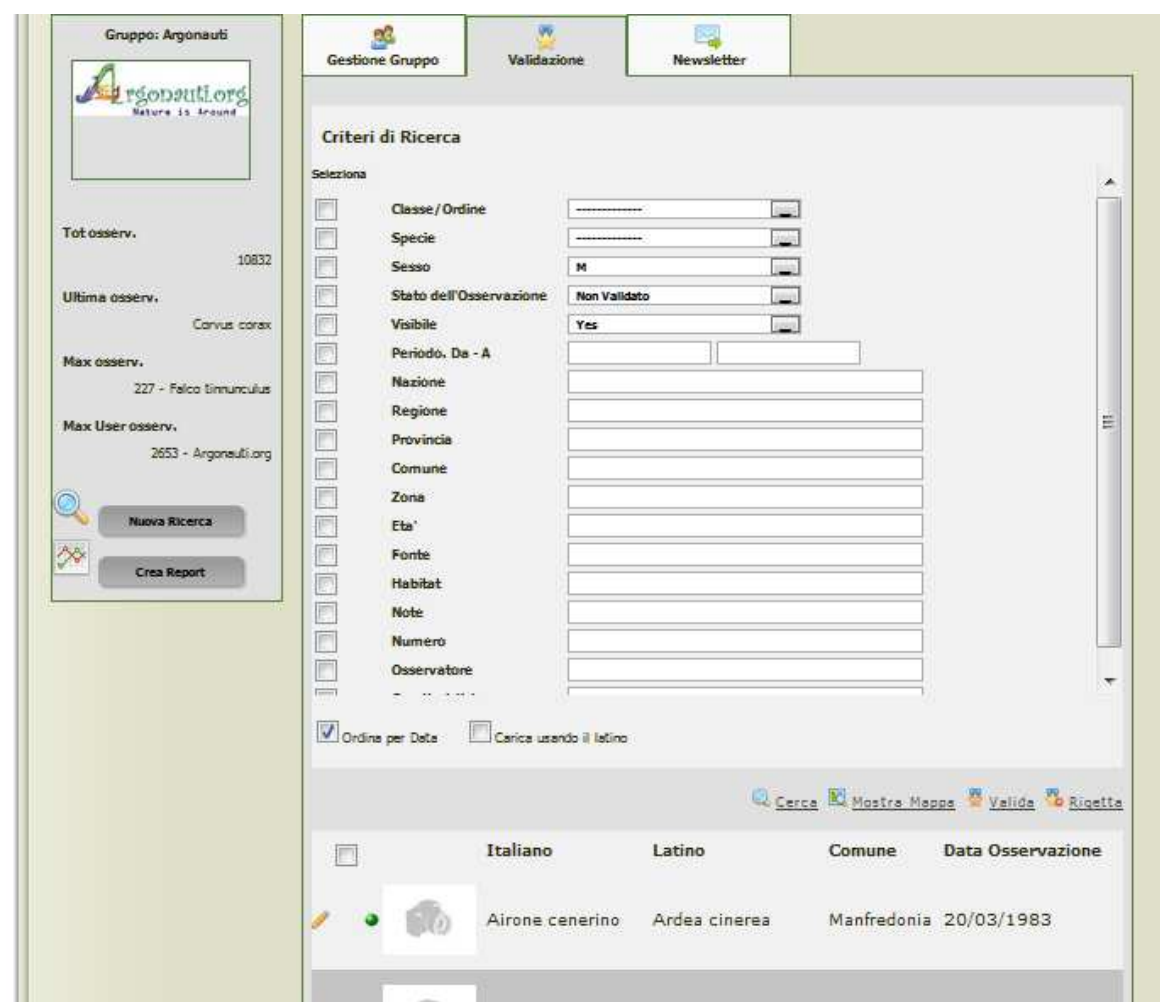 Gruppo: Argonauti
Argonauti.org
Nature is Around
Tot osserv.
10832
Ultima osserv.
Corvus corax
Max osserv.
227 - Falco tinnunculus
Max User osserv.
2653 - Argonauti.org
Nuova Ricerca
Crea Report
Gestione Gruppo
Validazione
Newsletter
Criteri di Ricerca
Seleziona
Classe/Ordine -------------
Specie -------------
Sesso M
Stato dell'Osservazione Non Validato
Visibile Yes
Periodo. Da - A
Nazione
Regione
Provincia
Comune
Zona
Eta'
Fonte
Habitat
Note
Numero
Osservatore
Ordina per Data Carica usando il latino
Cerca Mostra Mappa Valida Rigetta
Italiano Latino Comune Data Osservazione
Airone cenerino Ardea cinerea Manfredonia 20/03/1983